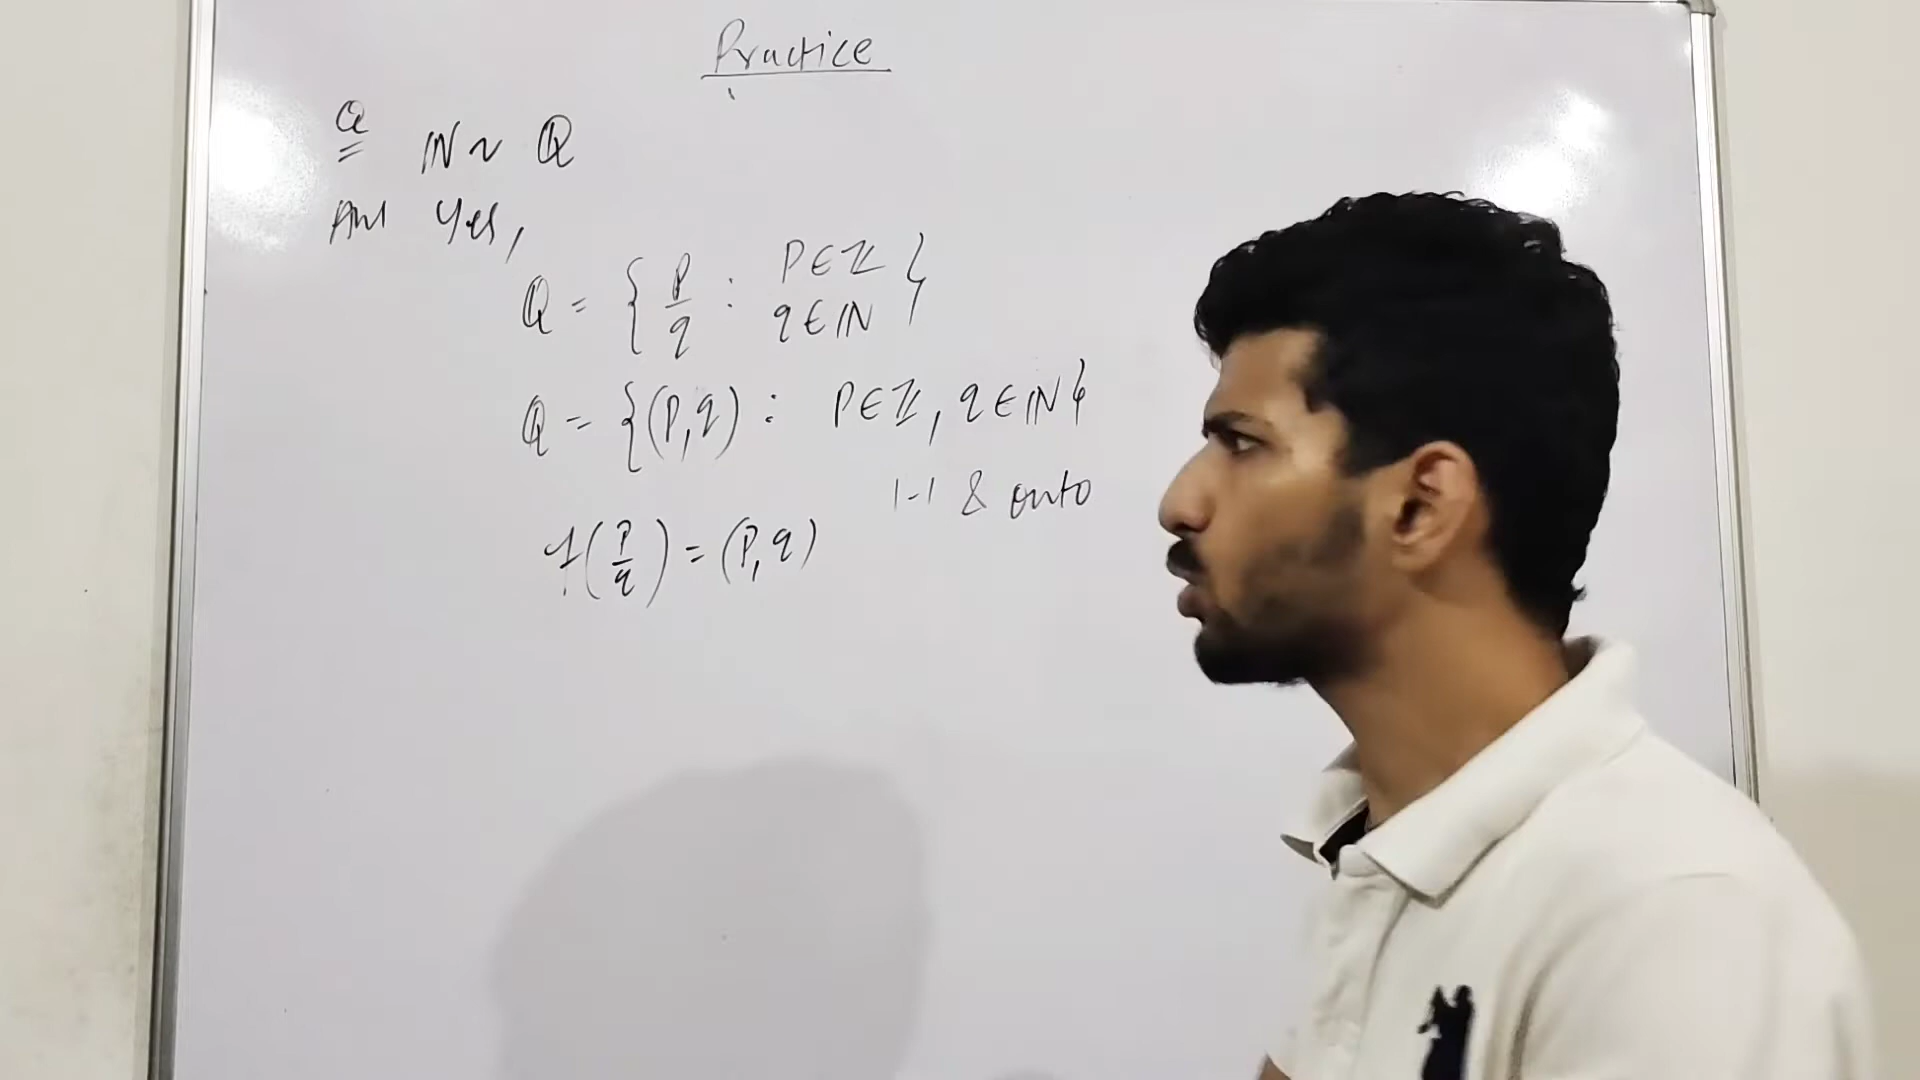 Practice
Q ℕ ~ ℚ
Ans Yes,
ℚ = { p/q : p∈ℤ q∈ℕ }
ℚ = {(p,q) : p∈ℤ, q∈ℕ}
1-1 & onto
f(p/q) = (p,q)